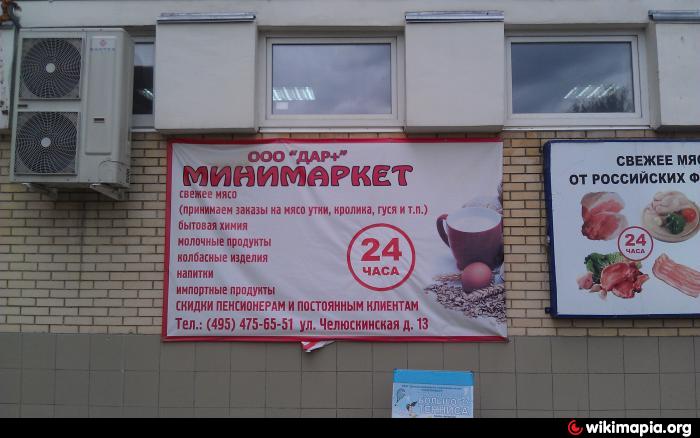 ООО "ДАР+"
МИНИМАРКЕТ
свежее мясо
(принимаем заказы на мясо утки, кролика, гуся и т.п.)
бытовая химия
молочные продукты
колбасные изделия
напитки
импортные продукты
24
ЧАСА
СКИДКИ ПЕНСИОНЕРАМ И ПОСТОЯННЫМ КЛИЕНТАМ
Тел.: (495) 475-65-51 ул. Челюскинская д. 13
СВЕЖЕЕ МЯС
ОТ РОССИЙСКИХ Ф
24
ЧАСА
БОЛЬШОГО
ТЕННИСА
wikimapia.org